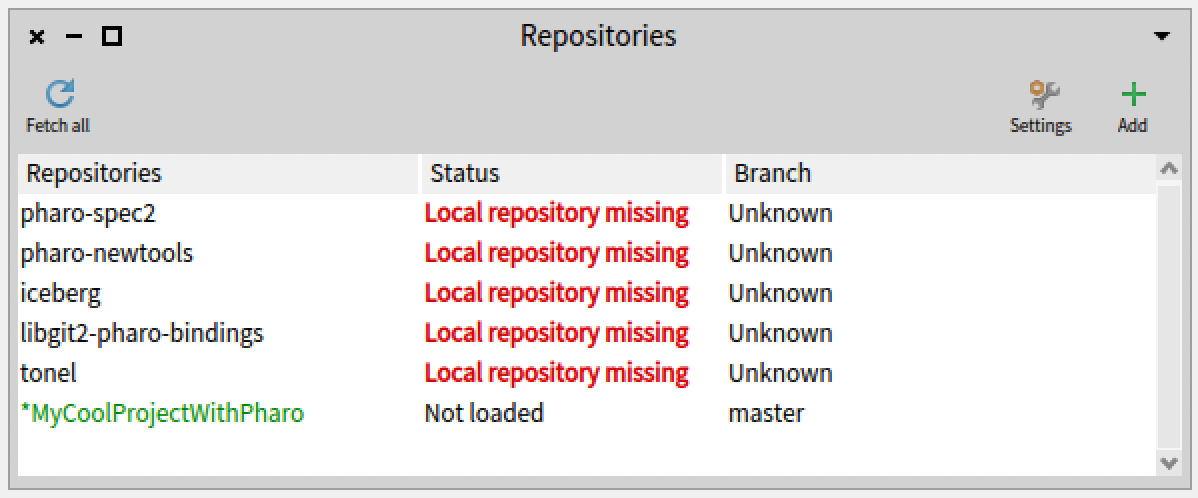 Repositories
Fetch all
Settings
Add
Repositories Status Branch
pharo-spec2 Local repository missing Unknown
pharo-newtools Local repository missing Unknown
iceberg Local repository missing Unknown
libgit2-pharo-bindings Local repository missing Unknown
tonel Local repository missing Unknown
*MyCoolProjectWithPharo Not loaded master